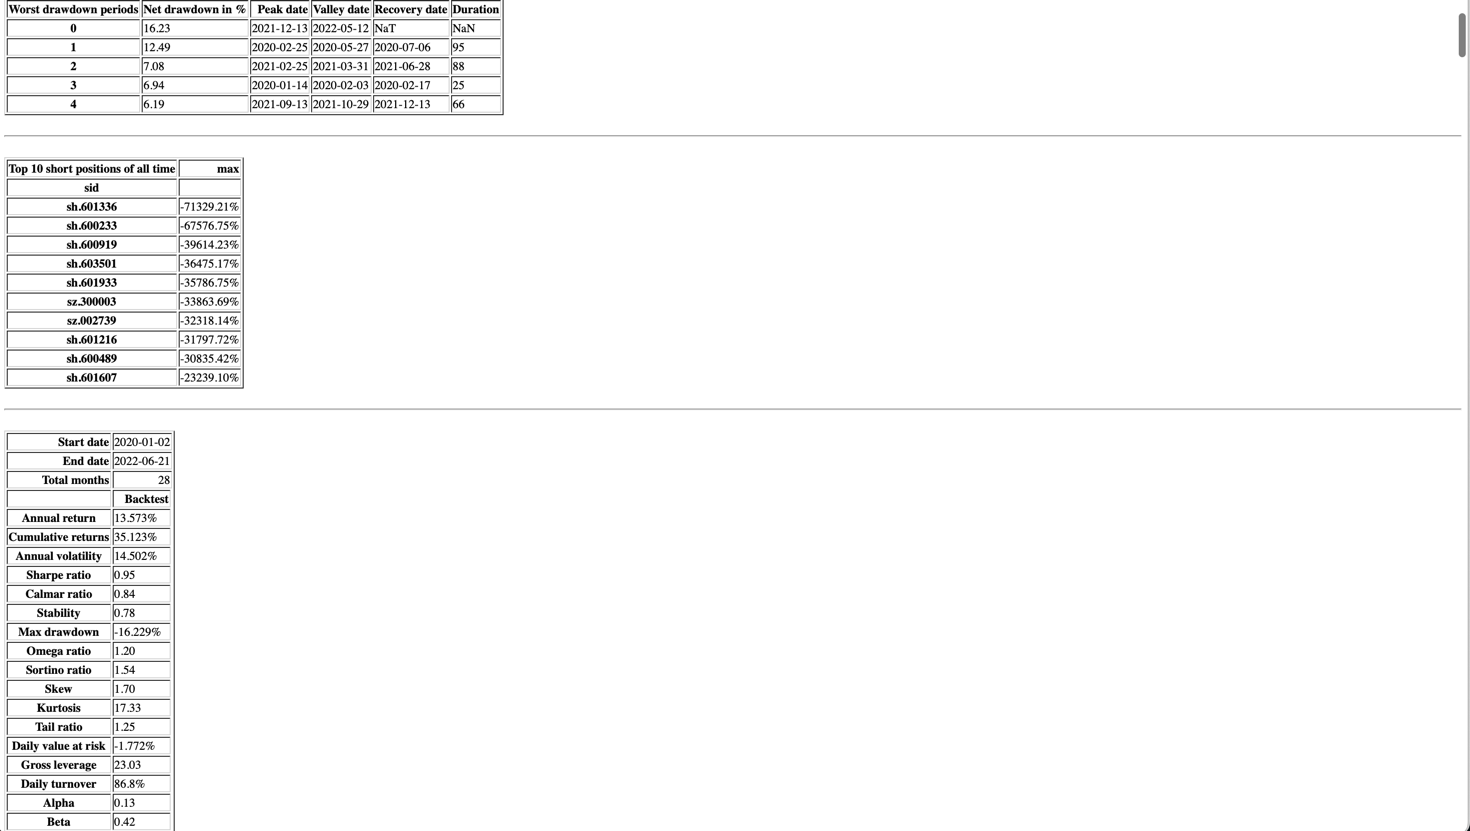 Worst drawdown periods Net drawdown in % Peak date Valley date Recovery date Duration
0 16.23 2021-12-13 2022-05-12 NaT NaN
1 12.49 2020-02-25 2020-05-27 2020-07-06 95
2 7.08 2021-02-25 2021-03-31 2021-06-28 88
3 6.94 2020-01-14 2020-02-03 2020-02-17 25
4 6.19 2021-09-13 2021-10-29 2021-12-13 66
Top 10 short positions of all time max
sid
sh.601336 -71329.21%
sh.600233 -67576.75%
sh.600919 -39614.23%
sh.603501 -36475.17%
sh.601933 -35786.75%
sz.300003 -33863.69%
sz.002739 -32318.14%
sh.601216 -31797.72%
sh.600489 -30835.42%
sh.601607 -23239.10%
Start date 2020-01-02
End date 2022-06-21
Total months 28
Backtest
Annual return 13.573%
Cumulative returns 35.123%
Annual volatility 14.502%
Sharpe ratio 0.95
Calmar ratio 0.84
Stability 0.78
Max drawdown -16.229%
Omega ratio 1.20
Sortino ratio 1.54
Skew 1.70
Kurtosis 17.33
Tail ratio 1.25
Daily value at risk -1.772%
Gross leverage 23.03
Daily turnover 86.8%
Alpha 0.13
Beta 0.42